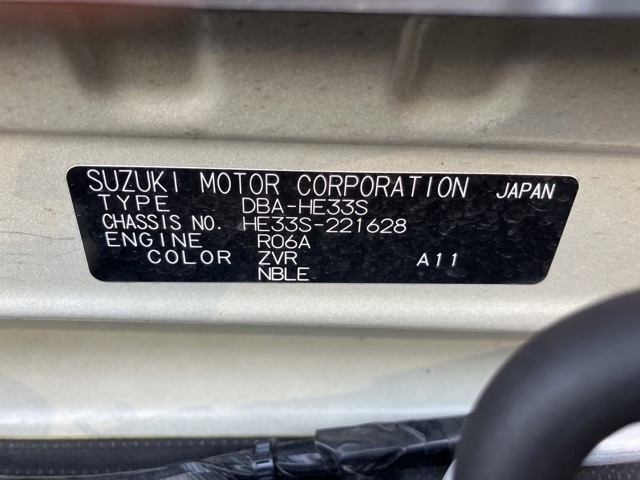 SUZUKI MOTOR CORPORATION JAPAN
TYPE DBA-HE33S
CHASSIS NO. HE33S-221628
ENGINE R06A
COLOR ZVR A11
NBLE